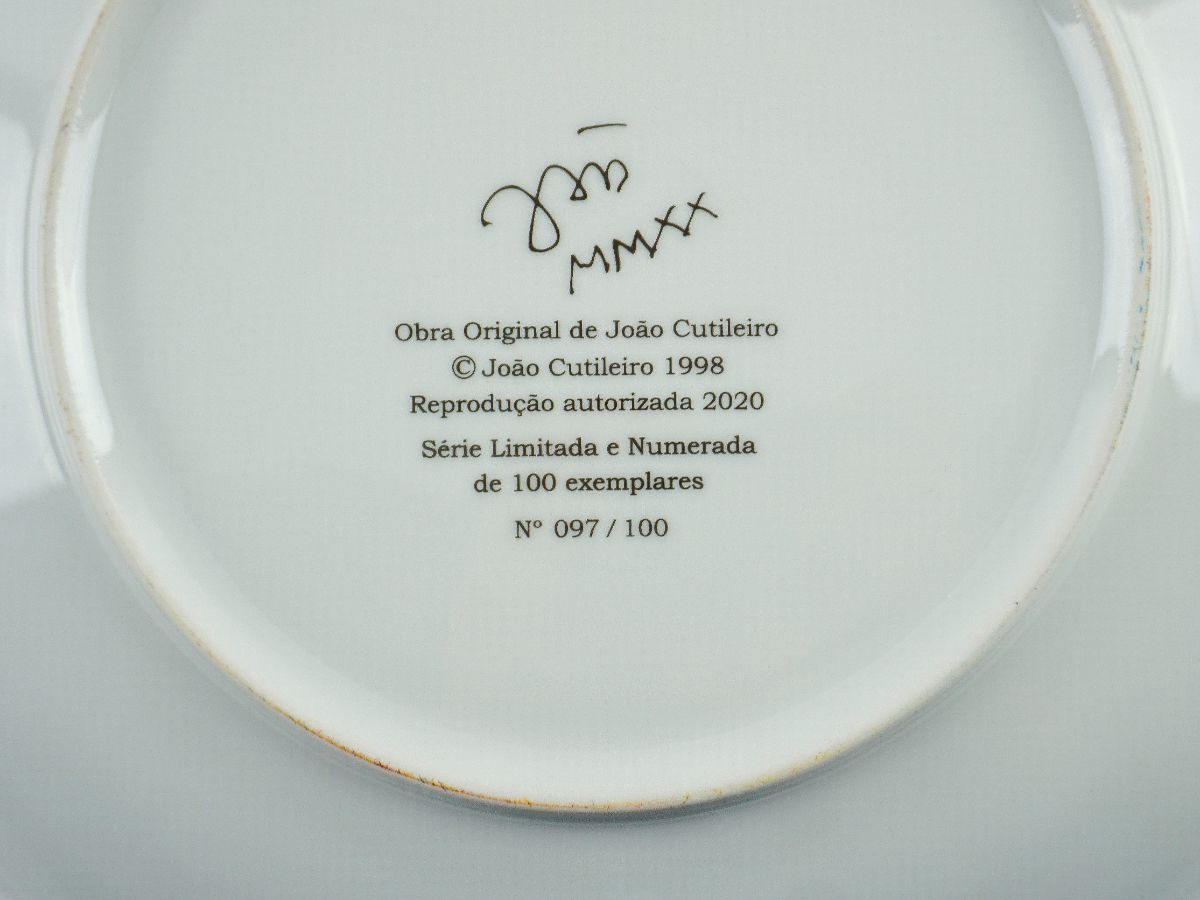 João
MMXX
Obra Original de João Cutileiro
© João Cutileiro 1998
Reprodução autorizada 2020
Série Limitada e Numerada
de 100 exemplares
Nº 097 / 100